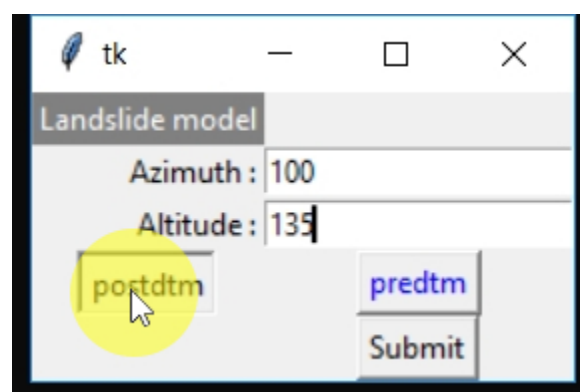 tk
Landslide model
Azimuth : 100
Altitude : 135
postdtm predtm
Submit